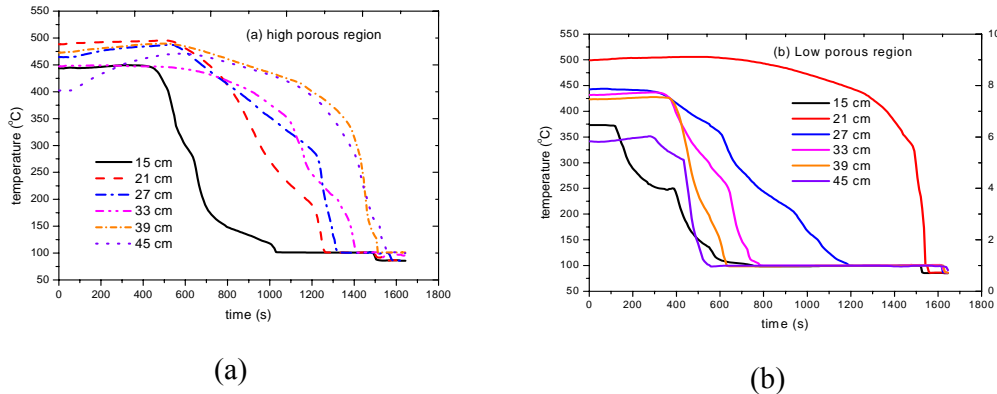 550
500
450
400
350
300
250
200
150
100
50
temperature (⁰C)
(a) high porous region
15 cm
21 cm
27 cm
33 cm
39 cm
45 cm
0 200 400 600 800 1000 1200 1400 1600 1800
time (s)
(a)
550
500
450
400
350
300
250
200
150
100
50
temperature (⁰C)
(b) Low porous region
15 cm
21 cm
27 cm
33 cm
39 cm
45 cm
10
8
6
4
2
0
0 200 400 600 800 1000 1200 1400 1600 1800
time (s)
(b)